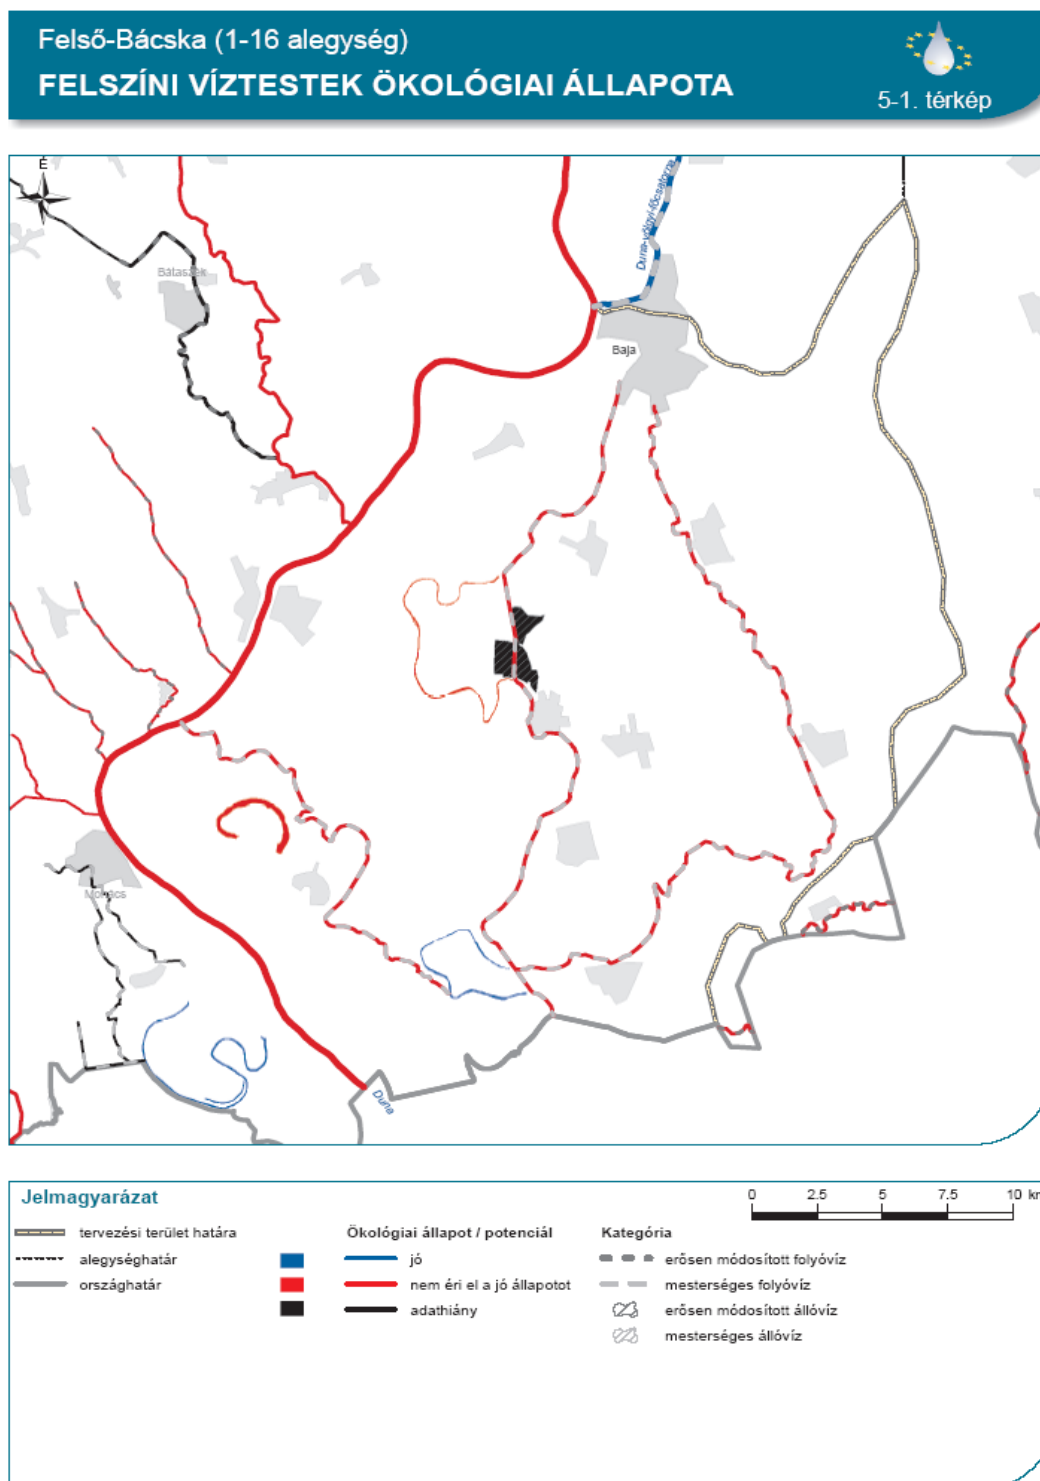 Felső-Bácska (1-16 alegység)
FELSZÍNI VÍZTESTEK ÖKOLÓGIAI ÁLLAPOTA
5-1. térkép
É
Duna-völgyi-főcsatorna
Bátaszék
Baja
Mohács
Duna
Jelmagyarázat
0 2.5 5 7.5 10 km
tervezési terület határa
alegységhatár
országhatár
Ökológiai állapot / potenciál
jó
nem éri el a jó állapotot
adathiány
Kategória
erősen módosított folyóvíz
mesterséges folyóvíz
erősen módosított állóvíz
mesterséges állóvíz